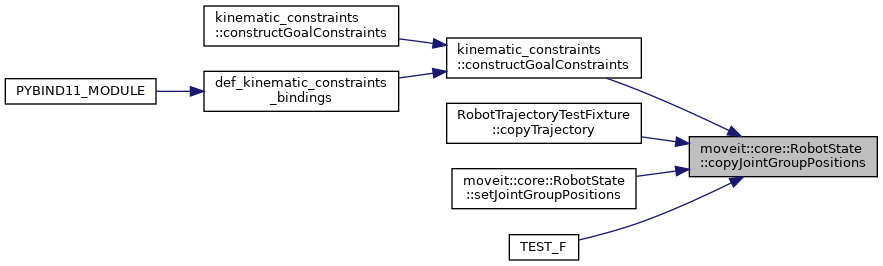 kinematic_constraints
::constructGoalConstraints
PYBIND11_MODULE
def_kinematic_constraints
_bindings
kinematic_constraints
::constructGoalConstraints
RobotTrajectoryTestFixture
::copyTrajectory
moveit::core::RobotState
::setJointGroupPositions
TEST_F
moveit::core::RobotState
::copyJointGroupPositions